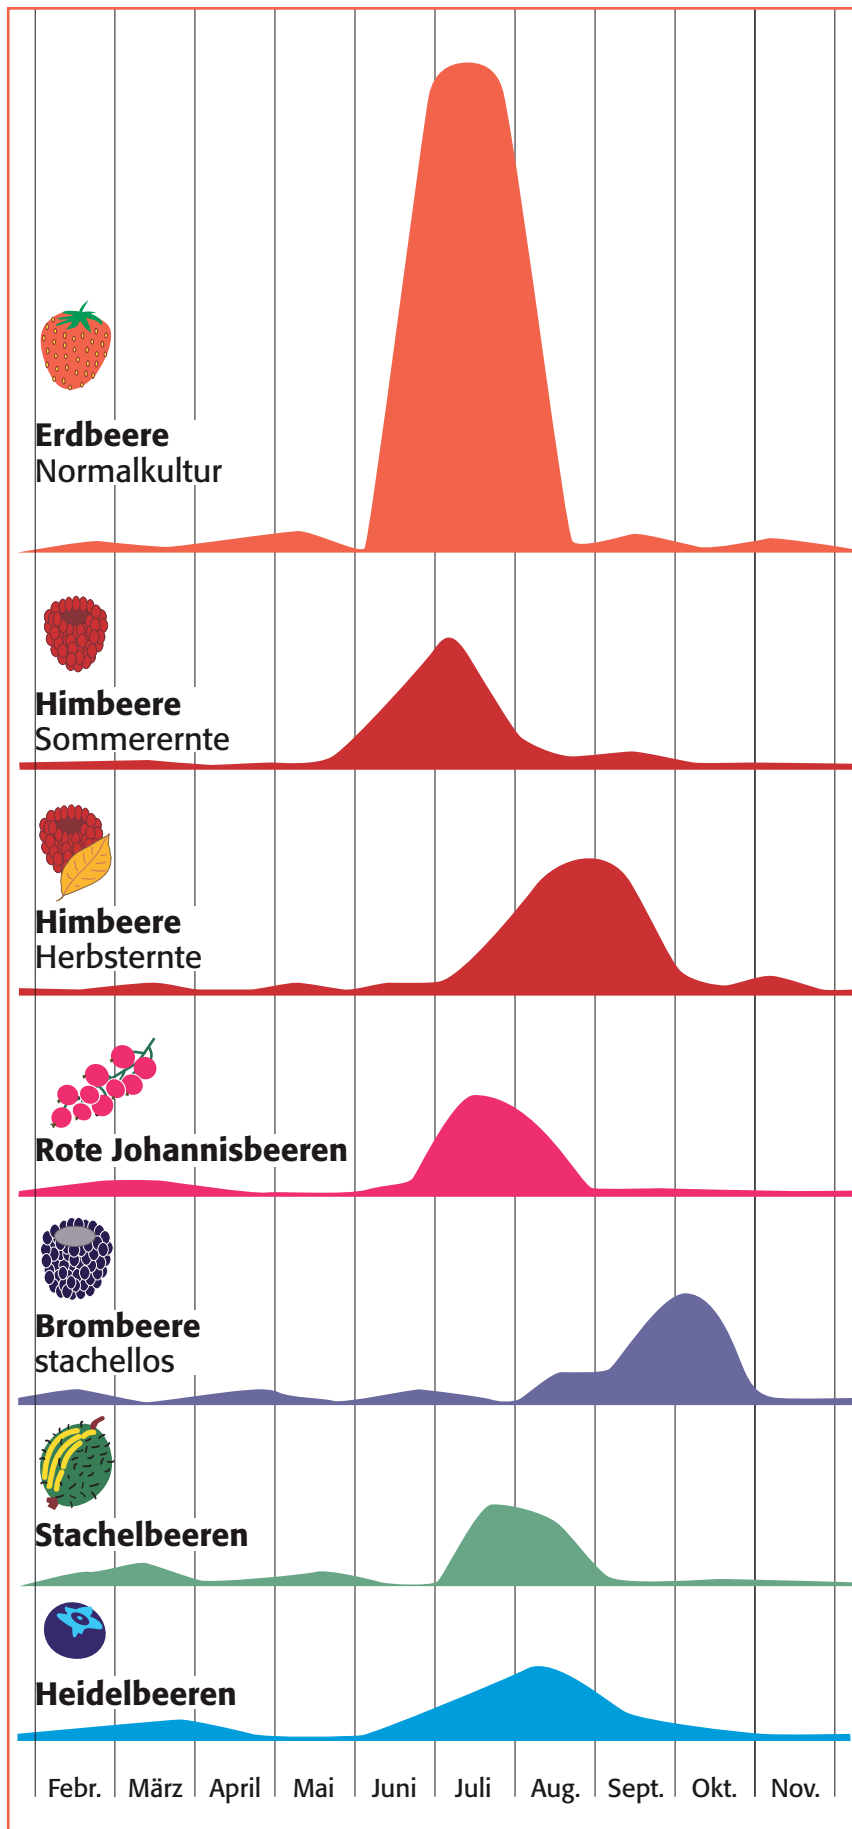 Erdbeere
Normalkultur
Himbeere
Sommerernte
Himbeere
Herbsternte
Rote Johannisbeeren
Brombeere
stachellos
Stachelbeeren
Heidelbeeren
Febr. März April Mai Juni Juli Aug. Sept. Okt. Nov.